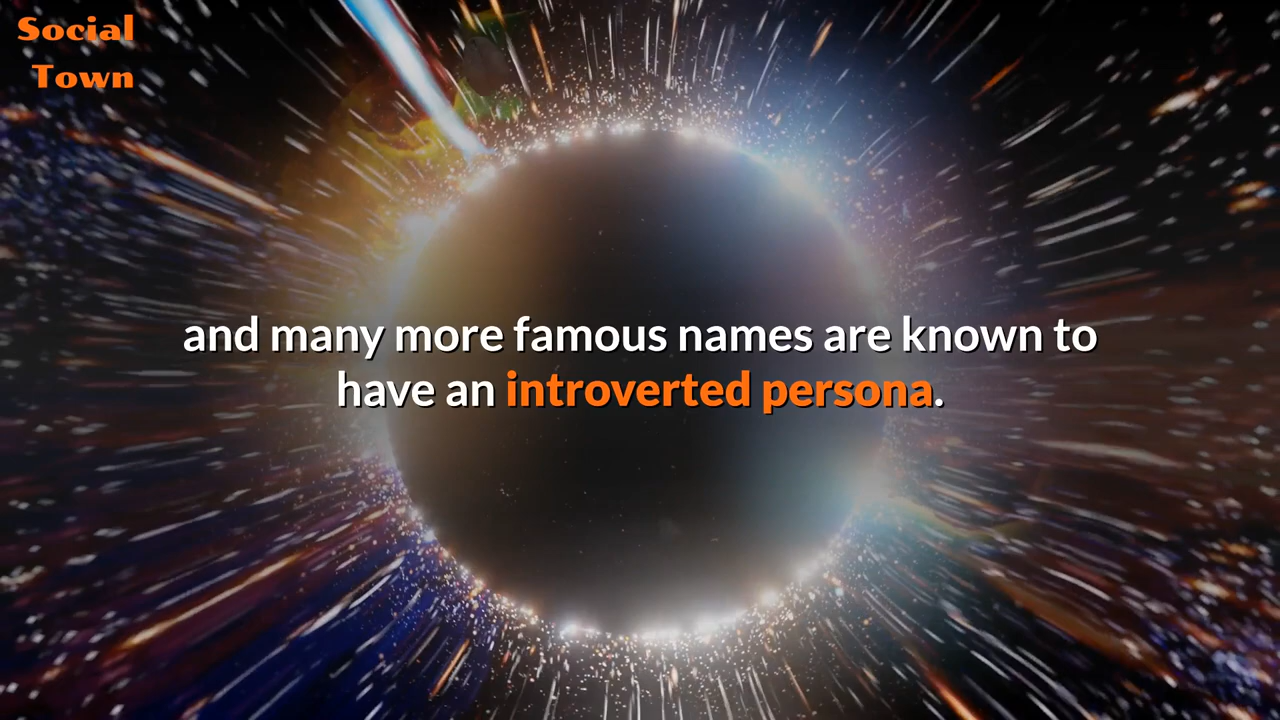 Social
Town
and many more famous names are known to
have an introverted persona.